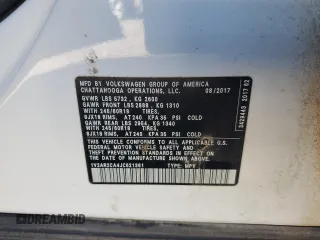 MFD BY VOLKSWAGEN GROUP OF AMERICA
CHATTANOOGA OPERATIONS, LLC. 08/2017
GVWR LBS 5732 , KG 2600
GAWR FRONT LBS 2888 , KG 1310
WITH 245/60R18 TIRES,
8JX18 RIMS, AT 240 KPA 35 PSI COLD
GAWR REAR LBS 2954 , KG 1340
WITH 245/60R18 TIRES,
8JX18 RIMS, AT 240 KPA 35 PSI COLD
THIS VEHICLE CONFORMS TO ALL APPLICABLE
FEDERAL MOTOR VEHICLE SAFETY AND
THEFT PREVENTION STANDARDS IN EFFECT ON
THE DATE OF MANUFACTURE SHOWN ABOVE.
TYPE: MPV
3429443 2017 02
DREAMBID